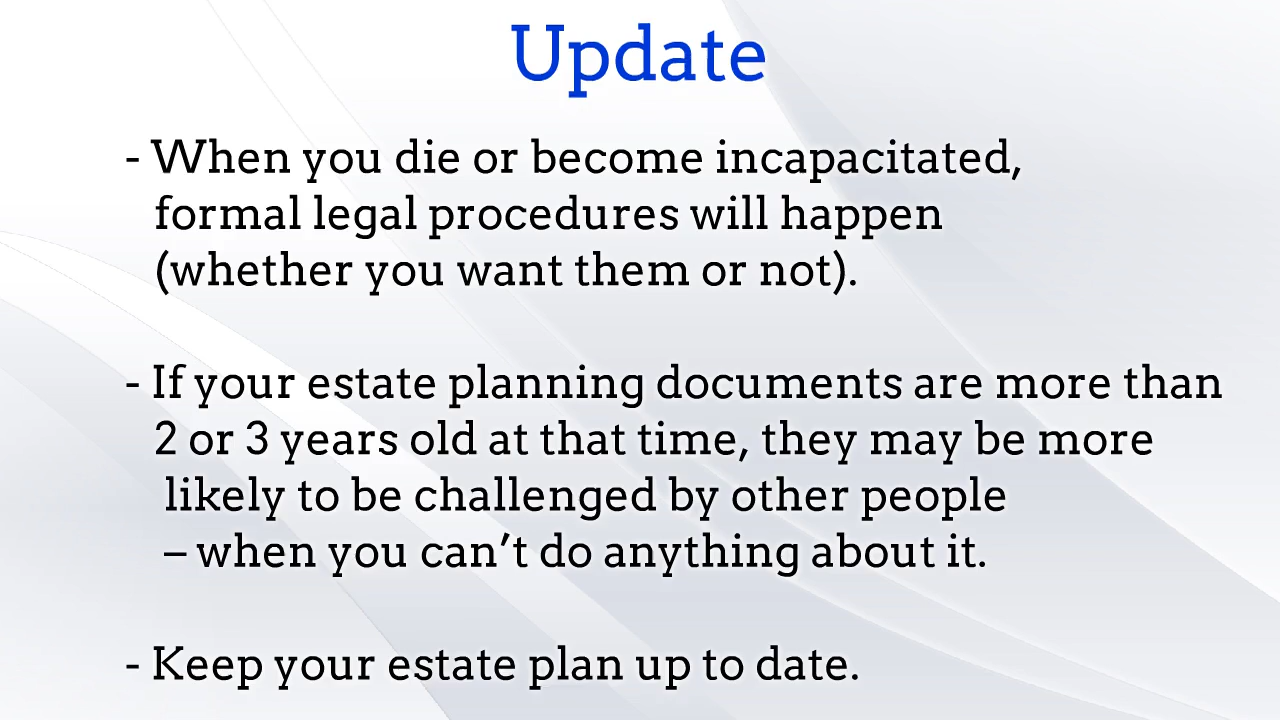 Update
- When you die or become incapacitated,
formal legal procedures will happen
(whether you want them or not).
- If your estate planning documents are more than
2 or 3 years old at that time, they may be more
likely to be challenged by other people
– when you can’t do anything about it.
- Keep your estate plan up to date.